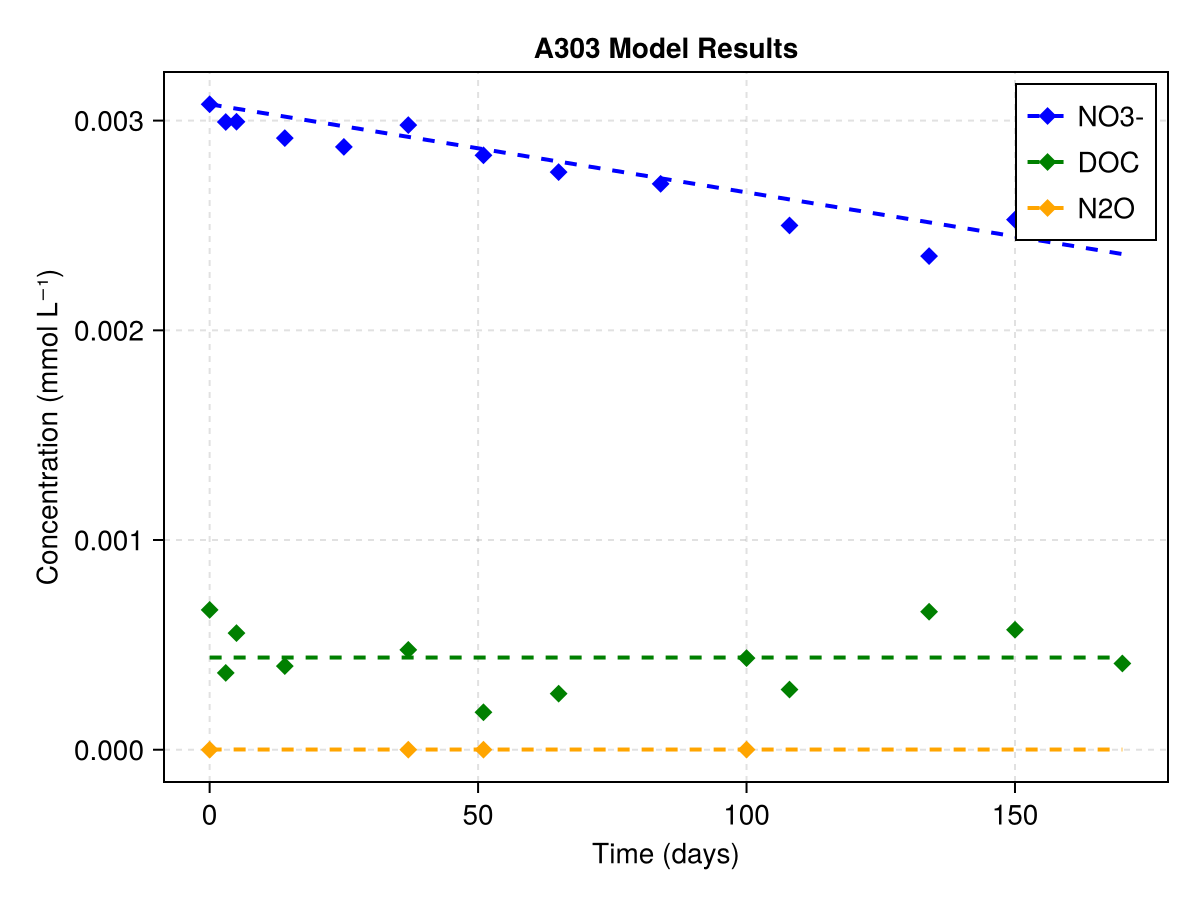 A303 Model Results
Concentration (mmol L⁻¹)
0.003
0.002
0.001
0.000
NO3-
DOC
N2O
0 50 100 150
Time (days)